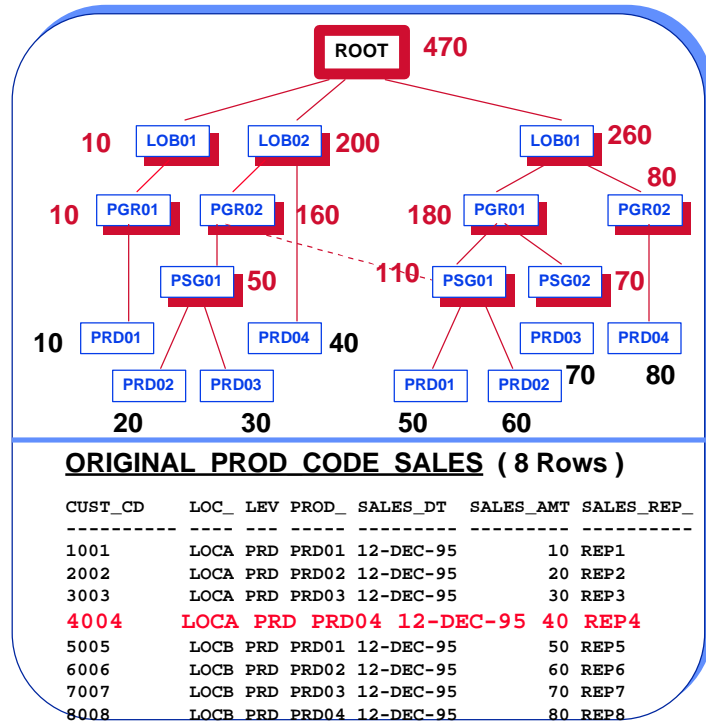 ROOT 470
10 LOB01 LOB02 200 LOB01 260
80
10 PGR01 PGR02 160 180 PGR01 PGR02
PSG01 50 110 PSG01 PSG02 70
10 PRD01 PRD04 40 PRD03 PRD04
PRD02 PRD03 PRD01 PRD02 70 80
20 30 50 60
ORIGINAL PROD CODE SALES ( 8 Rows )
CUST_CD LOC_ LEV PROD_ SALES_DT SALES_AMT SALES_REP_
---------- ---- --- ----- ---------- --------- ----------
1001 LOCA PRD PRD01 12-DEC-95 10 REP1
2002 LOCA PRD PRD02 12-DEC-95 20 REP2
3003 LOCA PRD PRD03 12-DEC-95 30 REP3
4004 LOCA PRD PRD04 12-DEC-95 40 REP4
5005 LOCB PRD PRD01 12-DEC-95 50 REP5
6006 LOCB PRD PRD02 12-DEC-95 60 REP6
7007 LOCB PRD PRD03 12-DEC-95 70 REP7
8008 LOCB PRD PRD04 12-DEC-95 80 REP8